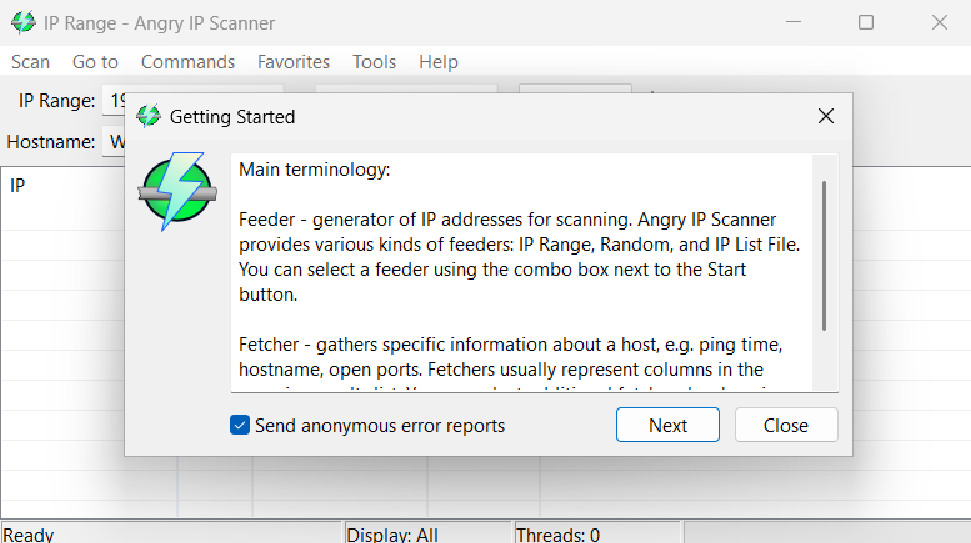 IP Range - Angry IP Scanner
Scan Go to Commands Favorites Tools Help
IP Range: 19
Hostname: W
IP
Getting Started
Main terminology:
Feeder - generator of IP addresses for scanning. Angry IP Scanner
provides various kinds of feeders: IP Range, Random, and IP List File.
You can select a feeder using the combo box next to the Start
button.
Fetcher - gathers specific information about a host, e.g. ping time,
hostname, open ports. Fetchers usually represent columns in the
Send anonymous error reports
Next Close
Ready Display: All Threads: 0